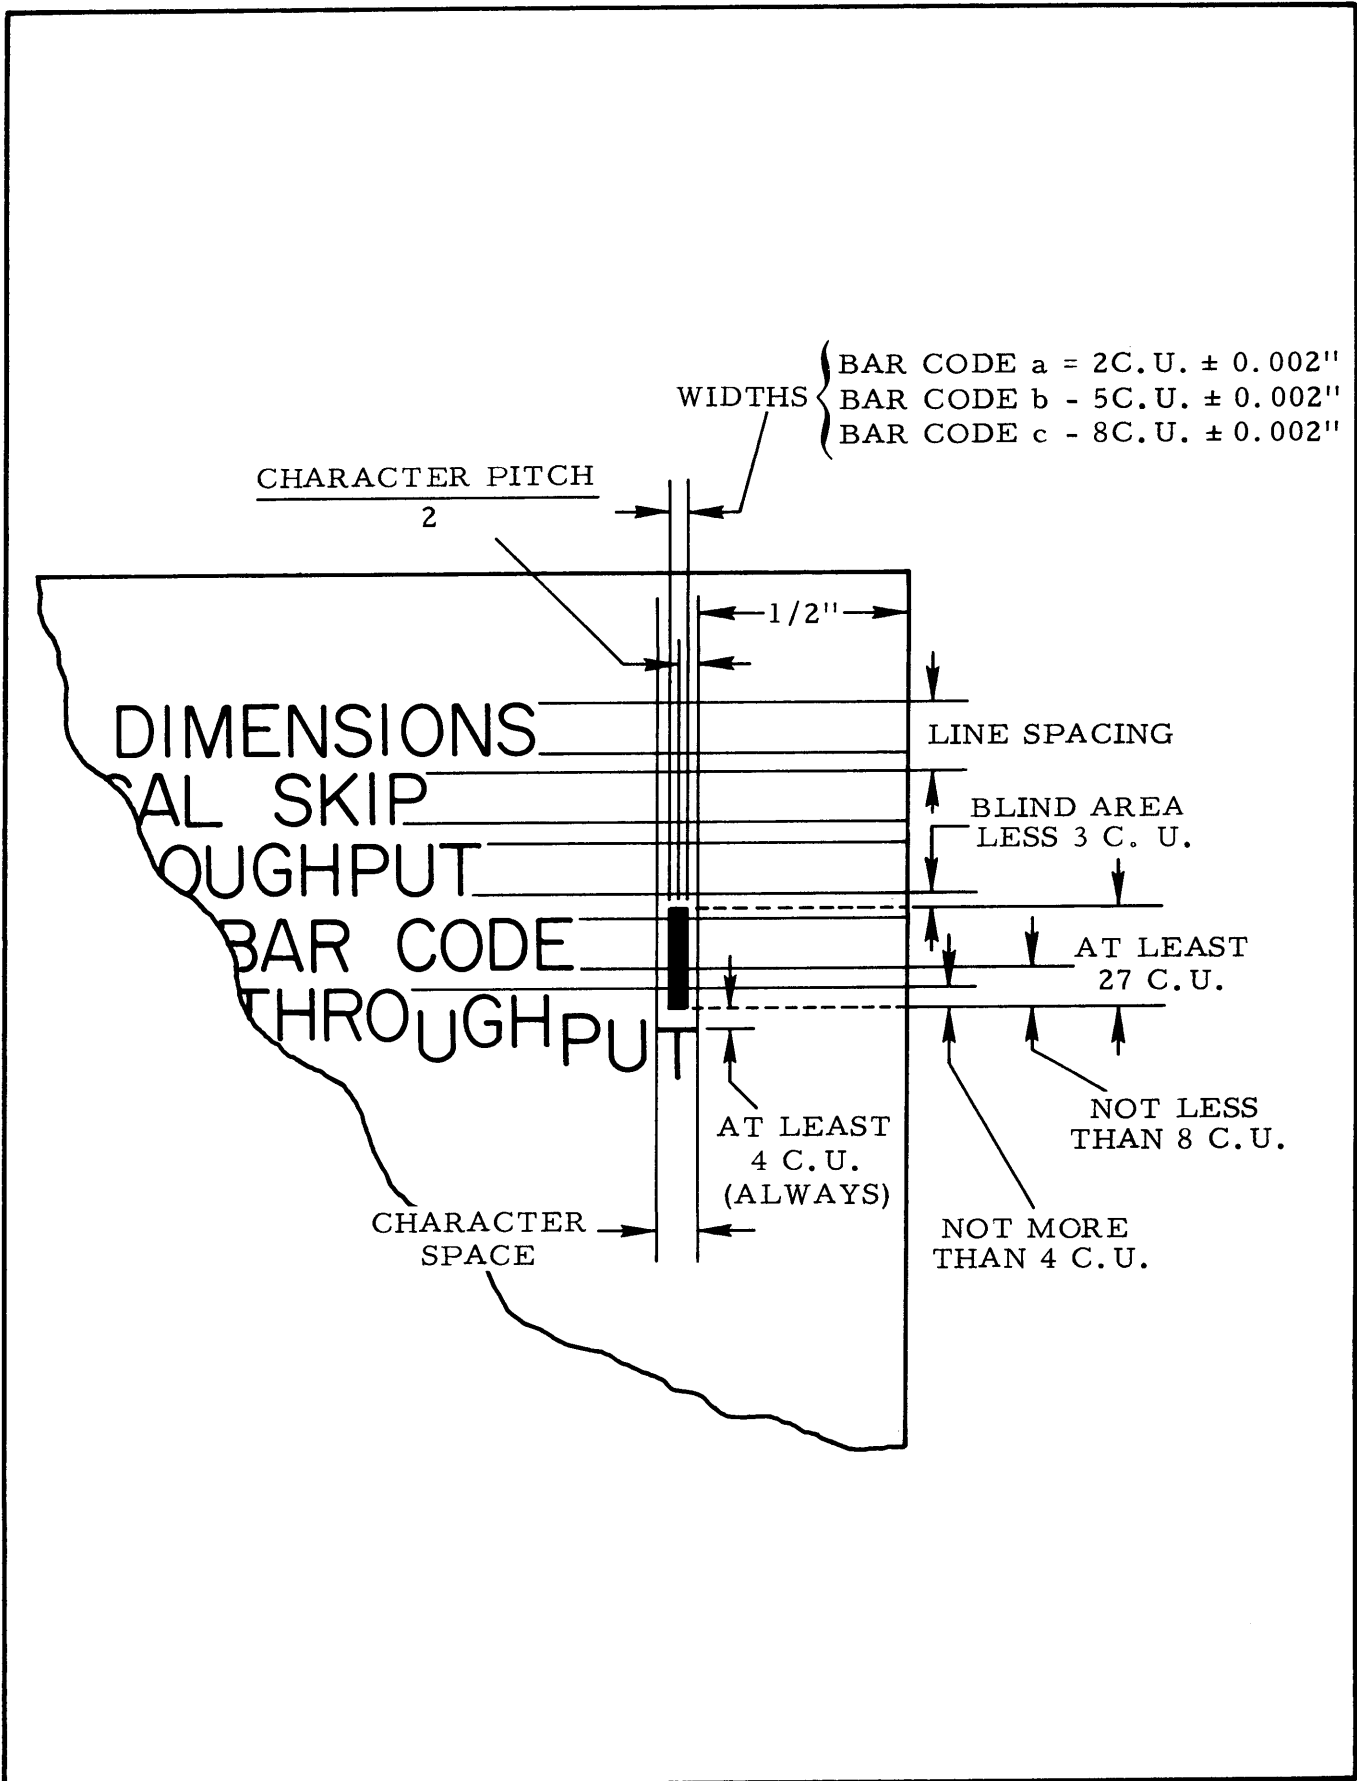 BAR CODE a = 2C.U. ± 0.002"
WIDTHS
BAR CODE b - 5C.U. ± 0.002"
BAR CODE c - 8C.U. ± 0.002"
CHARACTER PITCH
2
1/2"
DIMENSIONS
LINE SPACING
AL SKIP
BLIND AREA
LESS 3 C. U.
OUGHPUT
BAR CODE
AT LEAST
27 C.U.
THROUGHPUT
NOT LESS
THAN 8 C.U.
AT LEAST
4 C.U.
(ALWAYS)
CHARACTER
SPACE
NOT MORE
THAN 4 C.U.